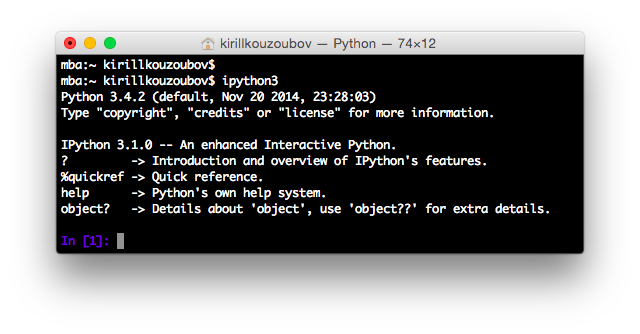 kirillkouzoubov — Python — 74×12
mba:~ kirillkouzoubov$
mba:~ kirillkouzoubov$ ipython3
Python 3.4.2 (default, Nov 20 2014, 23:28:03)
Type "copyright", "credits" or "license" for more information.
IPython 3.1.0 -- An enhanced Interactive Python.
?         -> Introduction and overview of IPython's features.
%quickref -> Quick reference.
help      -> Python's own help system.
object?   -> Details about 'object', use 'object??' for extra details.
In [1]: